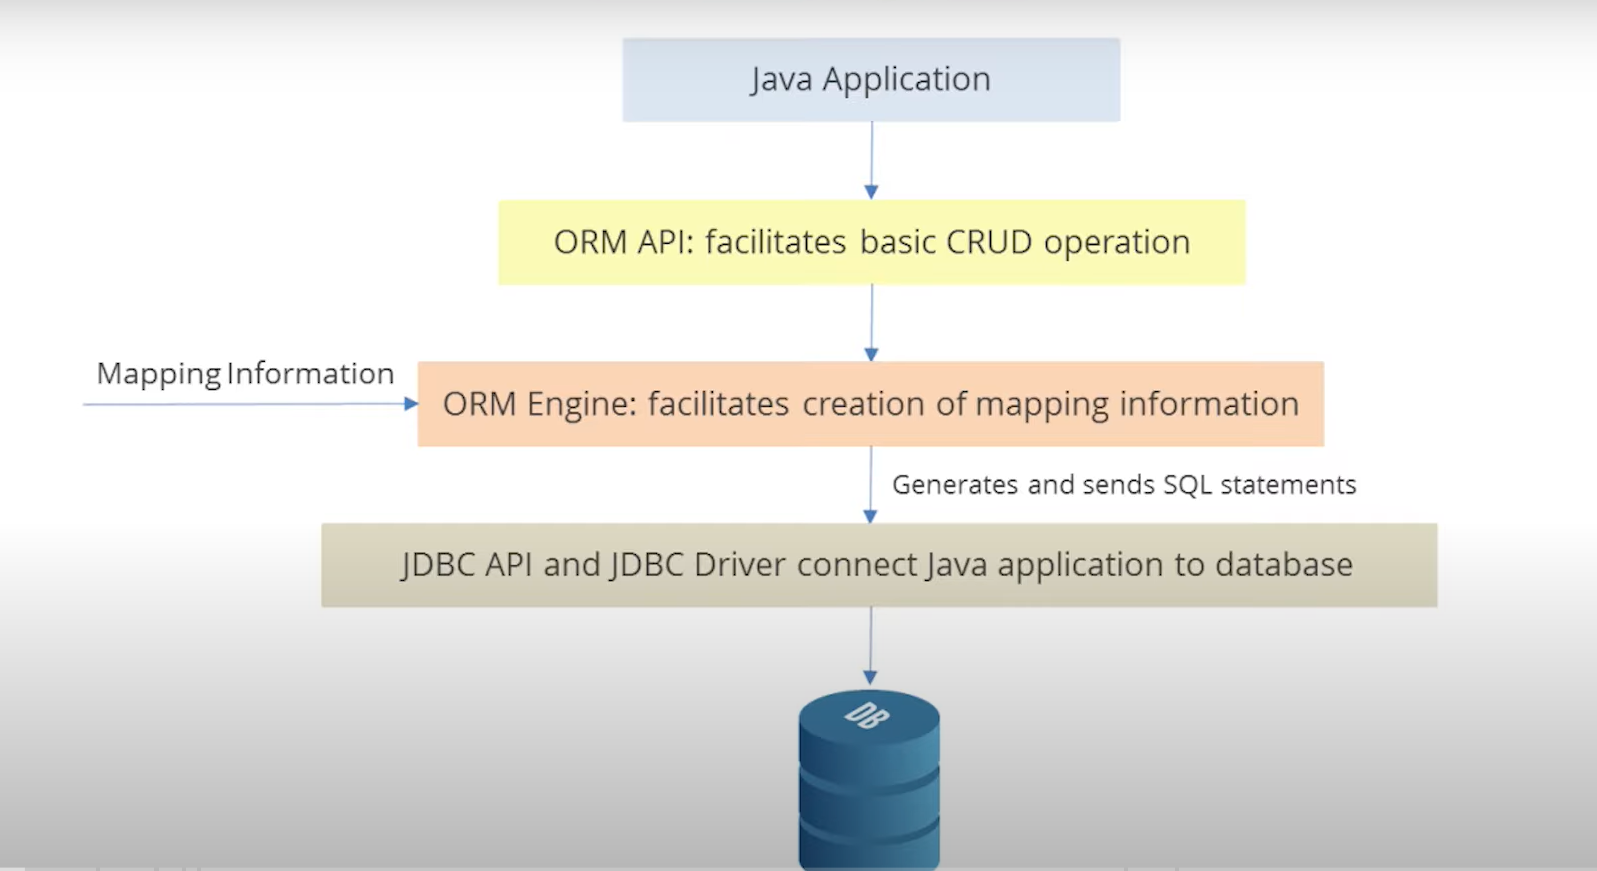 Java Application
ORM API: facilitates basic CRUD operation
Mapping Information
ORM Engine: facilitates creation of mapping information
Generates and sends SQL statements
JDBC API and JDBC Driver connect Java application to database
DB